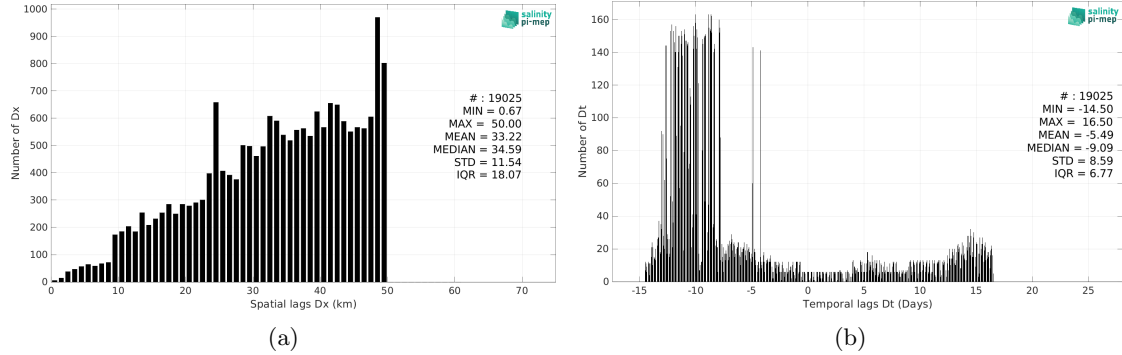 1000
900
800
700
600
500
400
300
200
100
0
Number of Dx
salinity
pi-mep
# : 19025
MIN = 0.67
MAX = 50.00
MEAN = 33.22
MEDIAN = 34.59
STD = 11.54
IQR = 18.07
0 10 20 30 40 50 60 70
Spatial lags Dx (km)
(a)
160
140
120
100
80
60
40
20
0
Number of Dt
salinity
pi-mep
# : 19025
MIN = -14.50
MAX = 16.50
MEAN = -5.49
MEDIAN = -9.09
STD = 8.59
IQR = 6.77
-15 -10 -5 0 5 10 15 20 25
Temporal lags Dt (Days)
(b)